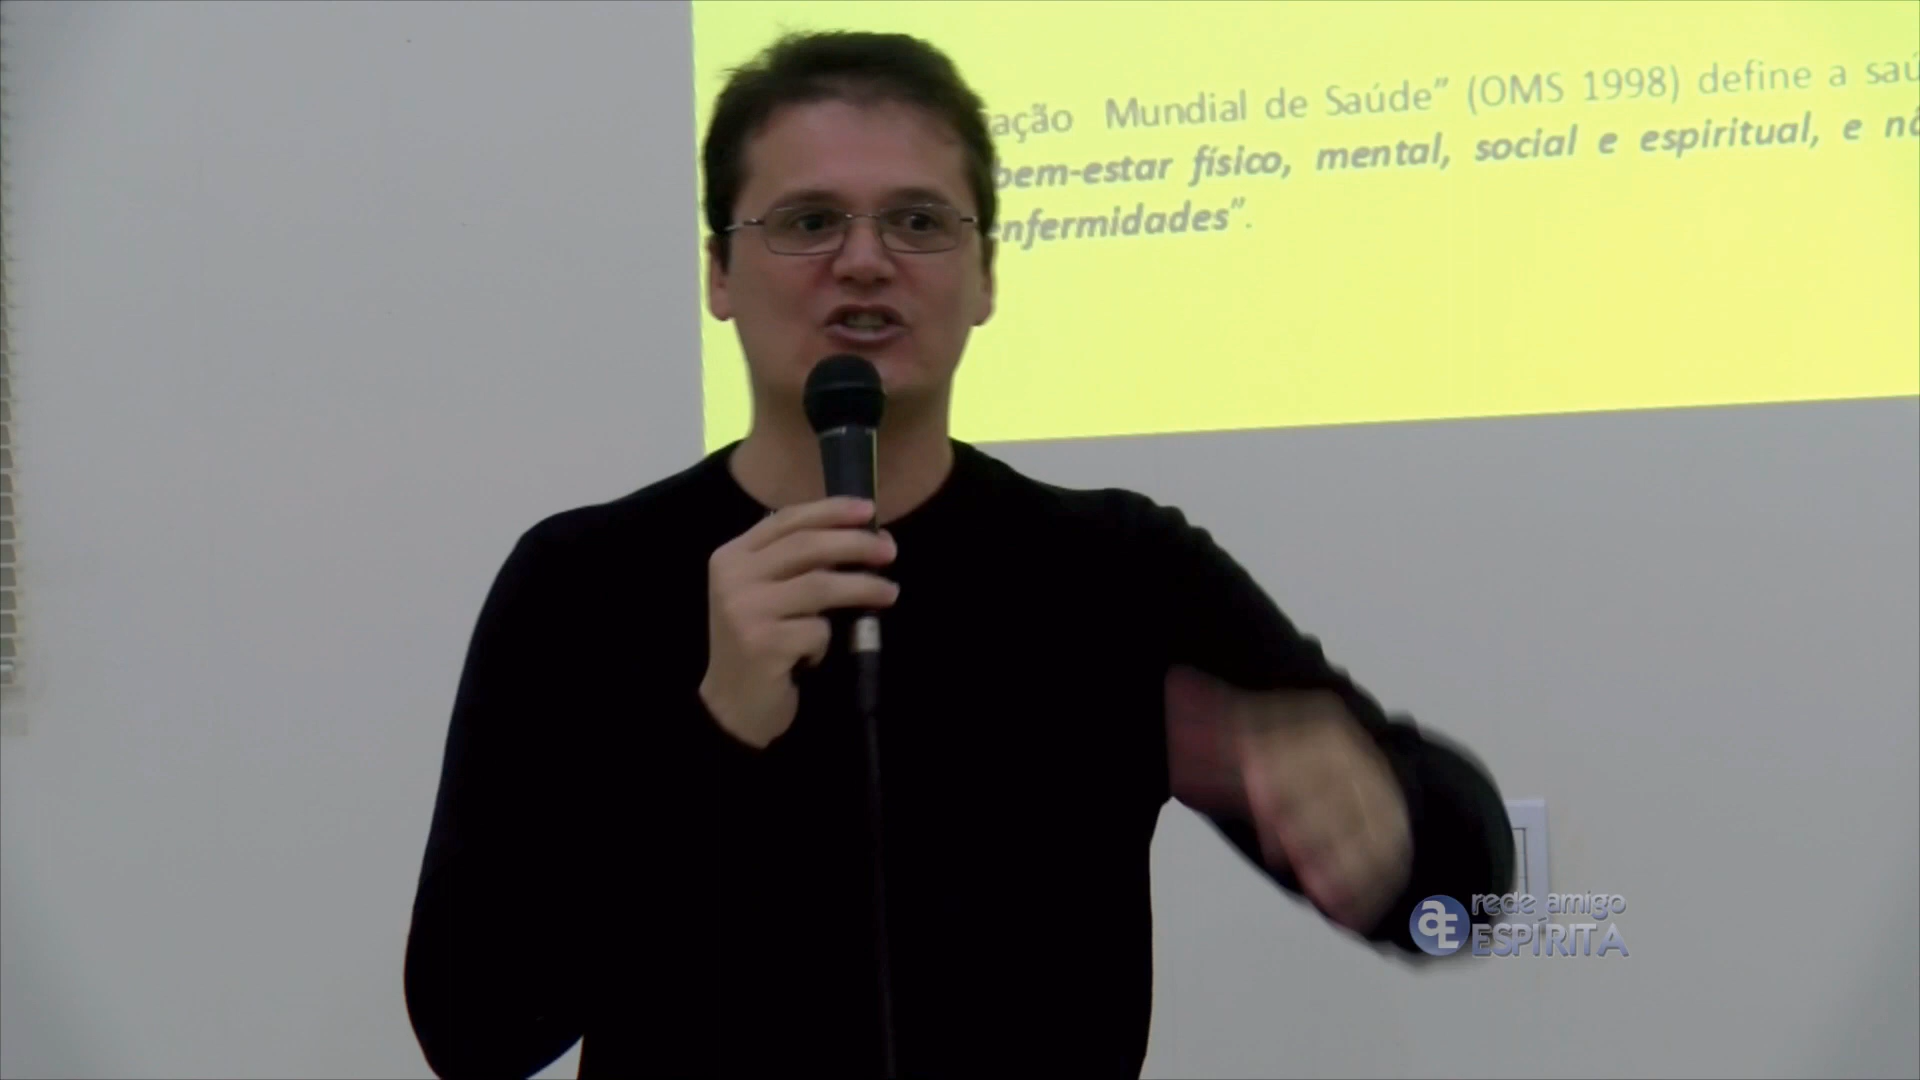 ação Mundial de Saúde” (OMS 1998) define a saú
bem-estar físico, mental, social e espiritual, e nã
enfermidades”.
rede amigo
ESPÍRITA